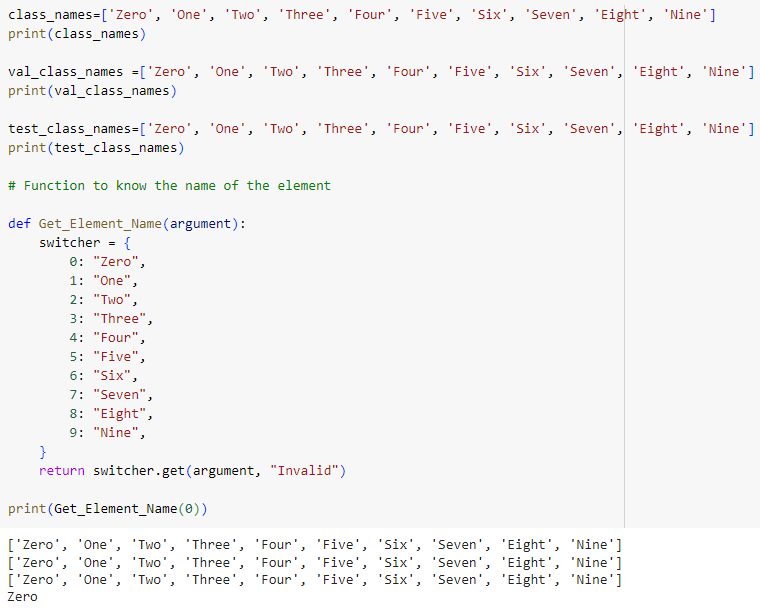 class_names=['Zero', 'One', 'Two', 'Three', 'Four', 'Five', 'Six', 'Seven', 'Eight', 'Nine']
print(class_names)
val_class_names =['Zero', 'One', 'Two', 'Three', 'Four', 'Five', 'Six', 'Seven', 'Eight', 'Nine']
print(val_class_names)
test_class_names=['Zero', 'One', 'Two', 'Three', 'Four', 'Five', 'Six', 'Seven', 'Eight', 'Nine']
print(test_class_names)
# Function to know the name of the element
def Get_Element_Name(argument):
    switcher = {
        0: "Zero",
        1: "One",
        2: "Two",
        3: "Three",
        4: "Four",
        5: "Five",
        6: "Six",
        7: "Seven",
        8: "Eight",
        9: "Nine",
    }
    return switcher.get(argument, "Invalid")
print(Get_Element_Name(0))
['Zero', 'One', 'Two', 'Three', 'Four', 'Five', 'Six', 'Seven', 'Eight', 'Nine']
['Zero', 'One', 'Two', 'Three', 'Four', 'Five', 'Six', 'Seven', 'Eight', 'Nine']
['Zero', 'One', 'Two', 'Three', 'Four', 'Five', 'Six', 'Seven', 'Eight', 'Nine']
Zero